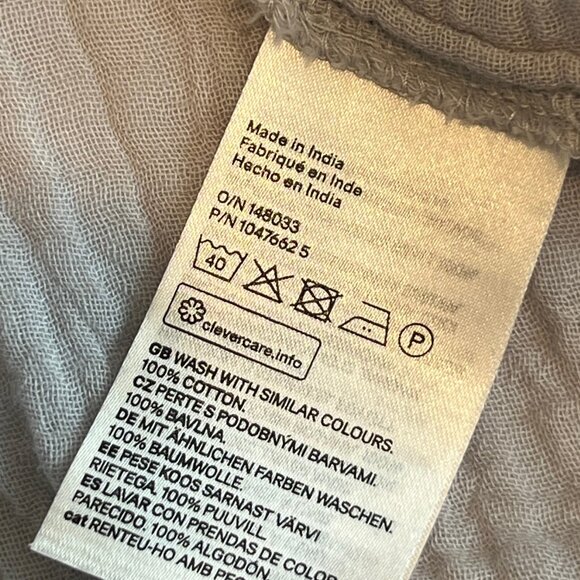 Made in India
Fabriqué en Inde
Hecho en India
O/N 148033
P/N 1047662 5
40
P
clevercare.info
GB WASH WITH SIMILAR COLOURS.
100% COTTON.
CZ PERTE S PODOBNÝMI BARVAMI.
100% BAVLNA.
DE MIT ÄHNLICHEN FARBEN WASCHEN.
100% BAUMWOLLE.
EE PESE KOOS SARNAST VÄRVI
RIIETEGA. 100% PUUVILL.
ES LAVAR CON PRENDAS DE COLOR
PARECIDO. 100% ALGODÓN.
cat RENTEU-HO AMB PEC